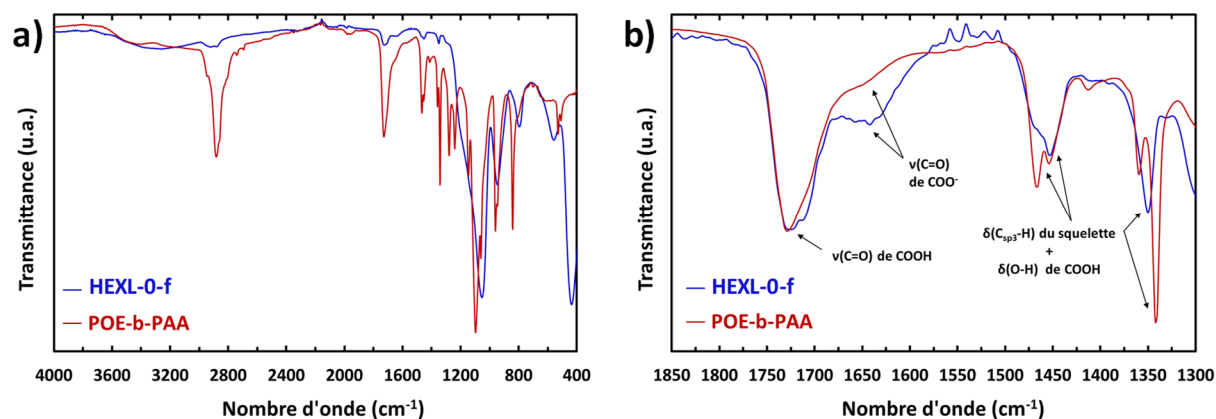 a)
Transmittance (u.a.)
HEXL-0-f
POE-b-PAA
4000 3600 3200 2800 2400 2000 1600 1200 800 400
Nombre d'onde (cm-1)
b)
Transmittance (u.a.)
ν(C=O)
de COO-
ν(C=O) de COOH
δ(Csp3-H) du squelette
+
δ(O-H) de COOH
HEXL-0-f
POE-b-PAA
1850 1800 1750 1700 1650 1600 1550 1500 1450 1400 1350 1300
Nombre d'onde (cm-1)